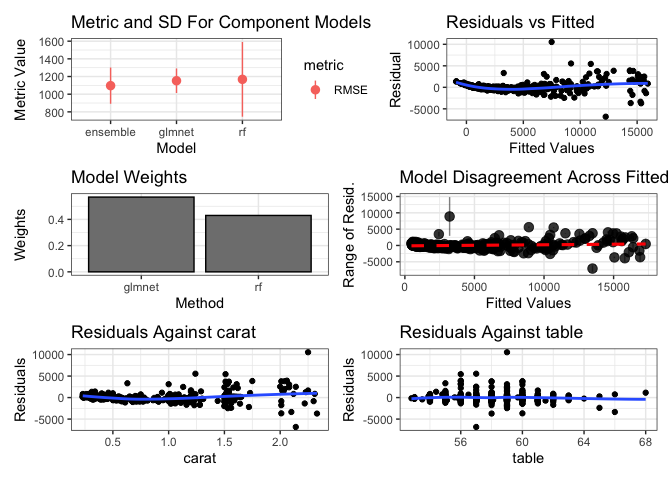 Metric and SD For Component Models
Metric Value
1600
1400
1200
1000
800
ensemble glmnet rf
Model
metric
RMSE
Residuals vs Fitted
Residual
10000
5000
0
-5000
0 5000 10000 15000
Fitted Values
Model Weights
Weights
0.4
0.2
0.0
glmnet rf
Method
Model Disagreement Across Fitted
Range of Resid.
15000
10000
5000
0
-5000
0 5000 10000 15000
Fitted Values
Residuals Against carat
Residuals
10000
5000
0
-5000
0.5 1.0 1.5 2.0
carat
Residuals Against table
Residuals
10000
5000
0
-5000
56 60 64 68
table